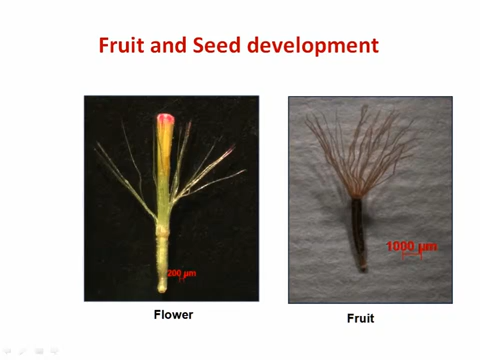 Fruit and Seed development
200 µm
1000 µm
Flower
Fruit